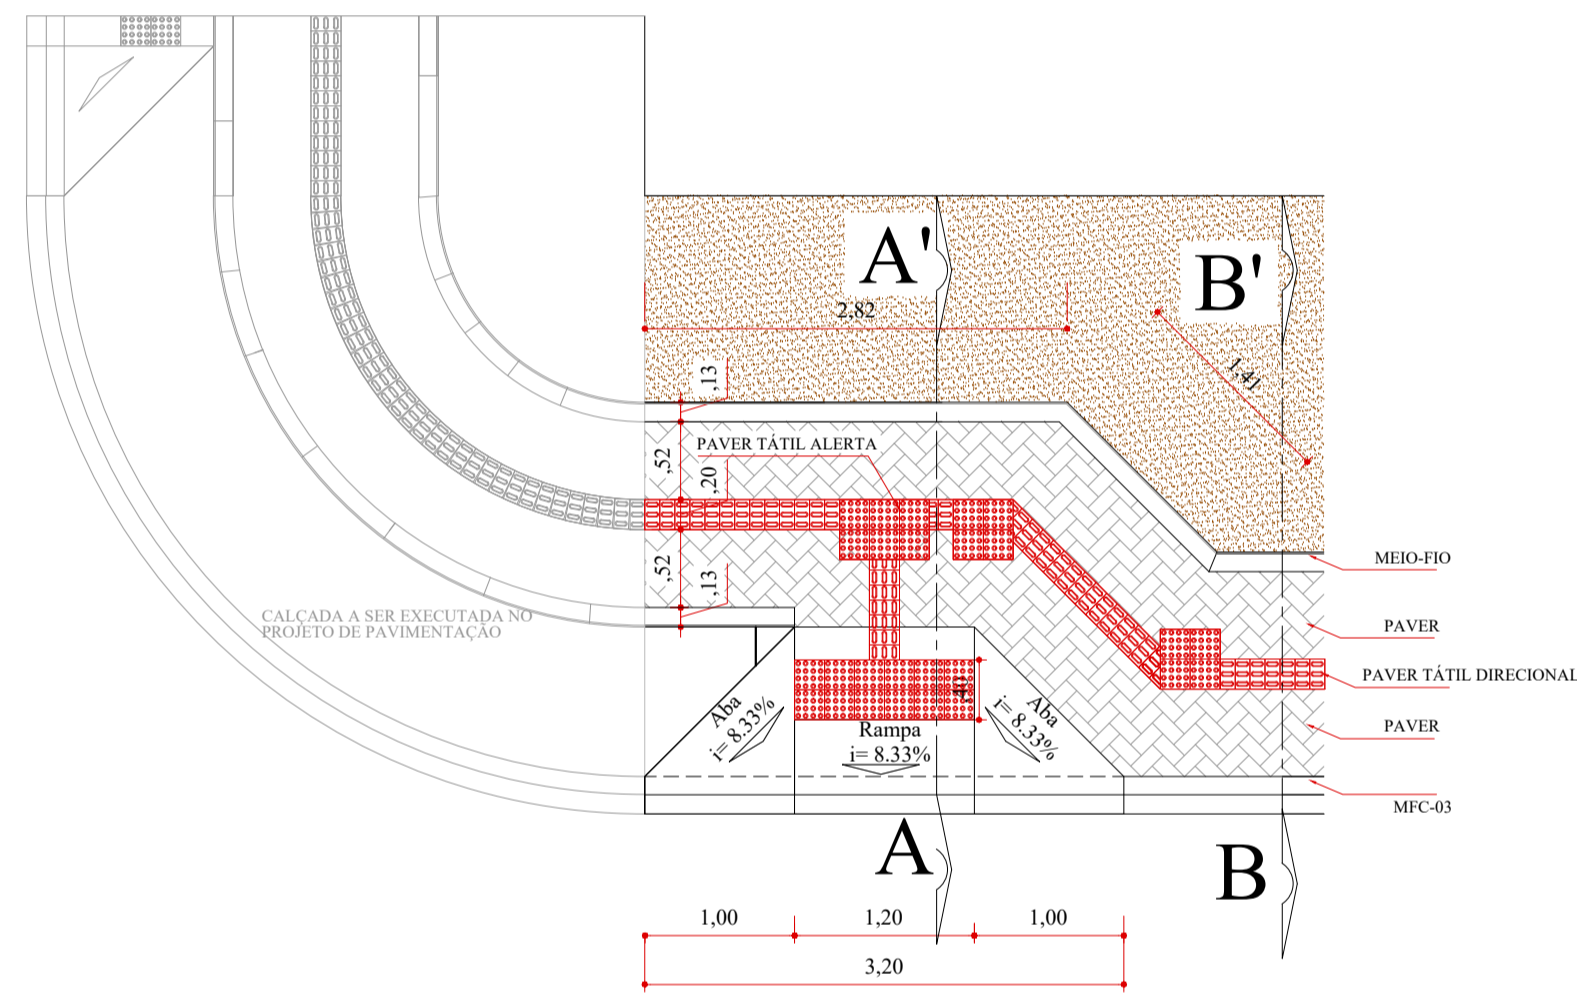 A'
B'
2,82
1,41
,13
PAVER TÁTIL ALERTA
,52
,20
MEIO-FIO
,52
,13
CALÇADA A SER EXECUTADA NO
PROJETO DE PAVIMENTAÇÃO
PAVER
PAVER TÁTIL DIRECIONAL
,40
Aba
i= 8.33%
Rampa
i= 8.33%
Aba
i= 8.33%
PAVER
MFC-03
A
B
1,00
1,20
1,00
3,20